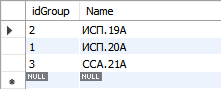 idGroup Name
2 ИСП.19А
1 ИСП.20А
3 ССА.21А
NULL NULL